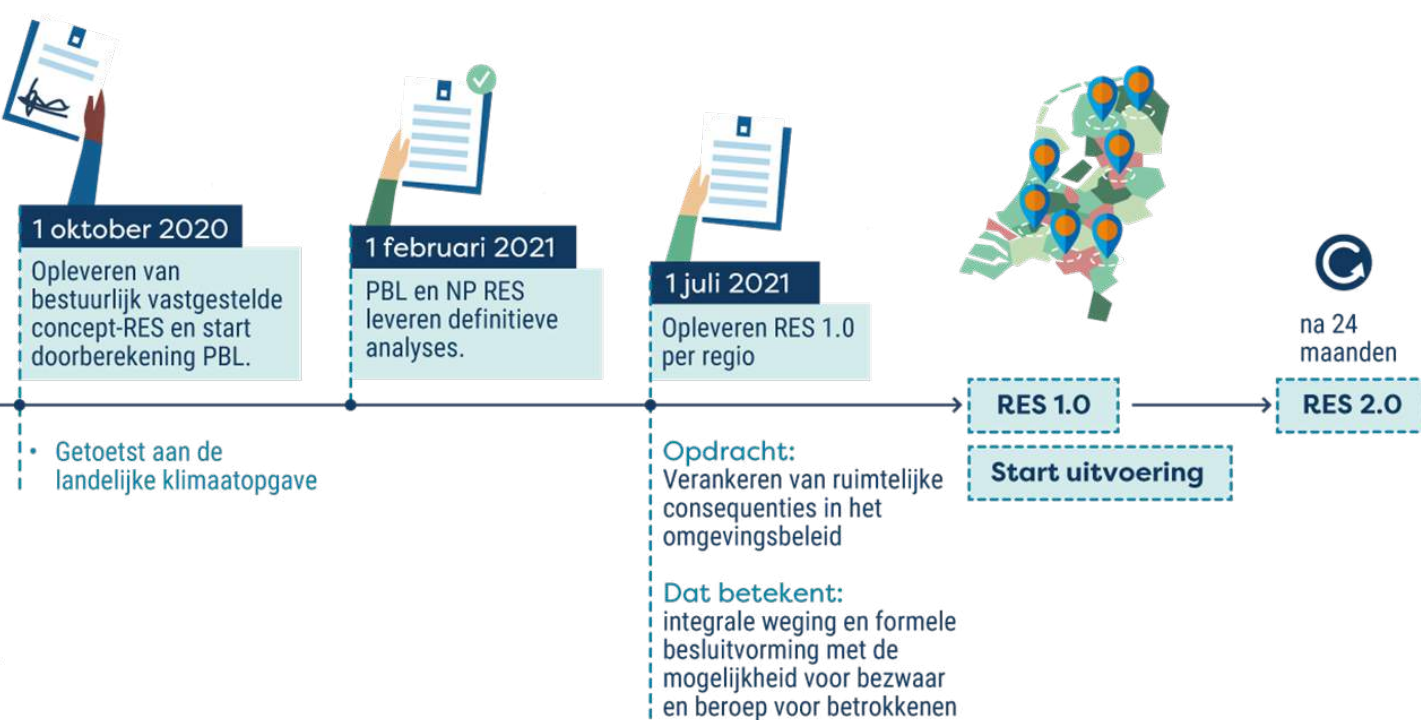 1 oktober 2020
Opleveren van
bestuurlijk vastgestelde
concept-RES en start
doorberekening PBL.
• Getoetst aan de
landelijke klimaatopgave
1 februari 2021
PBL en NP RES
leveren definitieve
analyses.
1 juli 2021
Opleveren RES 1.0
per regio
Opdracht:
Verankeren van ruimtelijke
consequenties in het
omgevingsbeleid
Dat betekent:
integrale weging en formele
besluitvorming met de
mogelijkheid voor bezwaar
en beroep voor betrokkenen
RES 1.0
Start uitvoering
na 24
maanden
RES 2.0